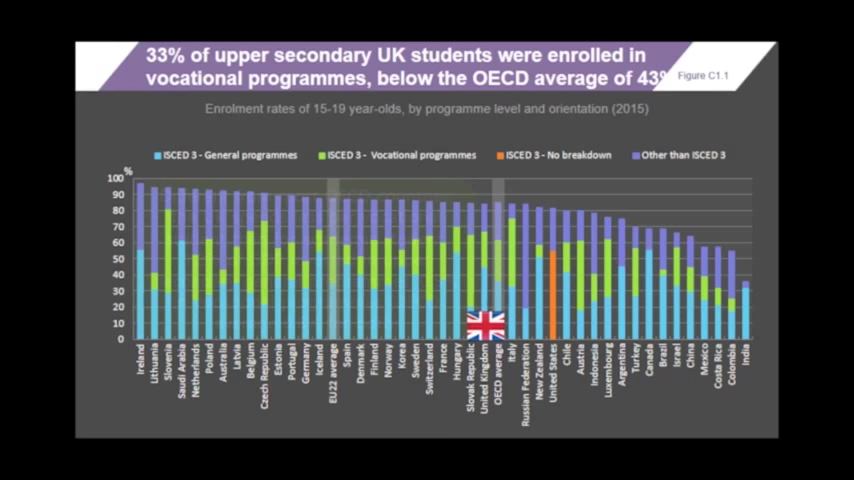 33% of upper secondary UK students were enrolled in
vocational programmes, below the OECD average of 43%
Figure C1.1
Enrolment rates of 15-19 year-olds, by programme level and orientation (2015)
ISCED 3 - General programmes
ISCED 3 - Vocational programmes
ISCED 3 - No breakdown
Other than ISCED 3
%
100
90
80
70
60
50
40
30
20
10
0
Ireland
Lithuania
Slovenia
Saudi Arabia
Netherlands
Poland
Australia
Latvia
Belgium
Czech Republic
Estonia
Portugal
Germany
Iceland
EU22 average
Spain
Denmark
Finland
Norway
Korea
Sweden
Switzerland
France
Hungary
Slovak Republic
United Kingdom
OECD average
Italy
Russian Federation
New Zealand
United States
Chile
Austria
Indonesia
Luxembourg
Argentina
Turkey
Canada
Brazil
Israel
China
Mexico
Costa Rica
Colombia
India